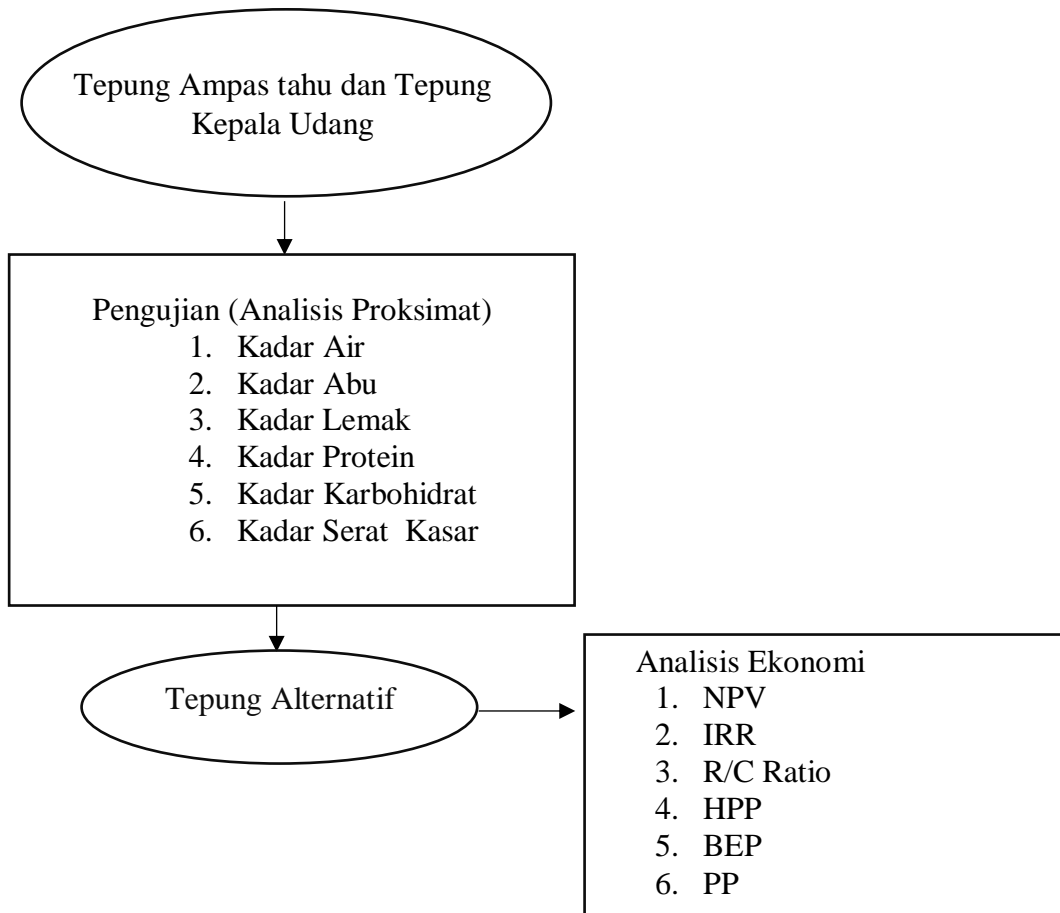 Tepung Ampas tahu dan Tepung
Kepala Udang
Pengujian (Analisis Proksimat)
1. Kadar Air
2. Kadar Abu
3. Kadar Lemak
4. Kadar Protein
5. Kadar Karbohidrat
6. Kadar Serat Kasar
Tepung Alternatif
Analisis Ekonomi
1. NPV
2. IRR
3. R/C Ratio
4. HPP
5. BEP
6. PP